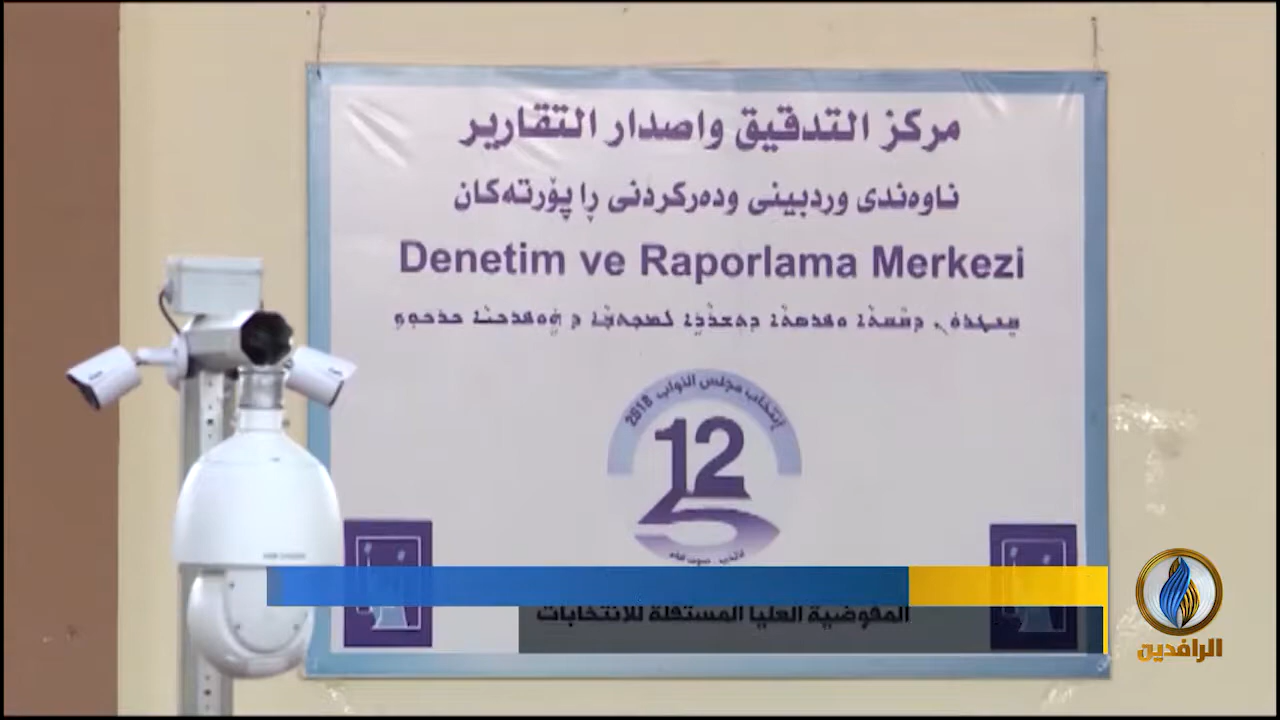 مركز التدقيق واصدار التقارير
ناوەندی وردبینی ودەرکردنی ڕاپۆرتەکان
Denetim ve Raporlama Merkezi
إنتخاب مجلس النواب 2018
12
5
المفوضية العليا المستقلة للانتخابات
الرافدين